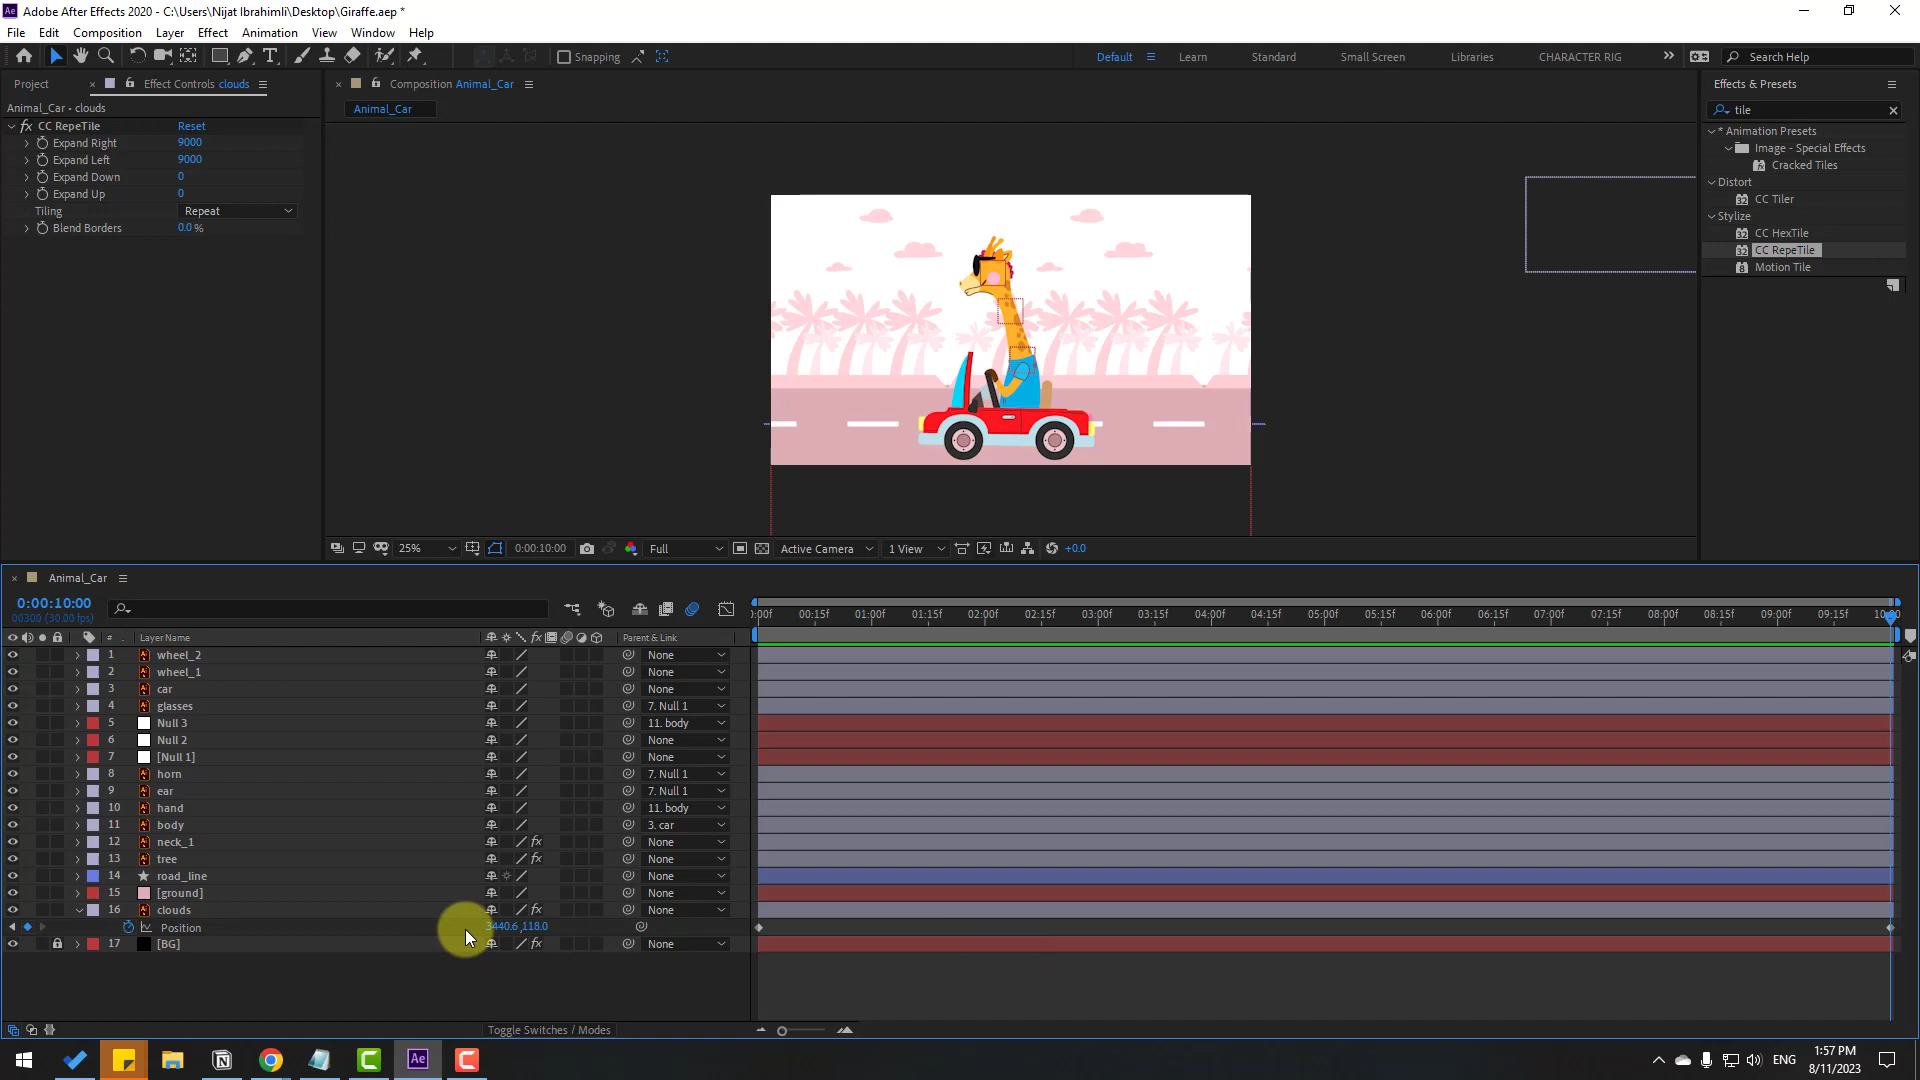 Adobe After Effects 2020 - C:\Users\Nijat Ibrahimli\Desktop\Giraffe.aep *
File Edit Composition Layer Effect Animation View Window Help
Snapping Default Learn Standard Small Screen Libraries CHARACTER RIG Search Help
Project Effect Controls clouds Composition Animal_Car Effects & Presets
Animal_Car • clouds Animal_Car tile
fx CC RepeTile Reset
Expand Right 9000
Expand Left 9000
Expand Down 0
Expand Up 0
Tiling Repeat
Blend Borders 0.0 %
* Animation Presets
Image - Special Effects
Cracked Tiles
Distort
CC Tiler
Stylize
CC HexTile
CC RepeTile
Motion Tile
25% 0:00:10:00 Full Active Camera 1 View +0.0
Animal_Car
0:00:10:00
00300 (30.00 fps)
:00f 00:15f 01:00f 01:15f 02:00f 02:15f 03:00f 03:15f 04:00f 04:15f 05:00f 05:15f 06:00f 06:15f 07:00f 07:15f 08:00f 08:15f 09:00f 09:15f
# Layer Name fx Parent & Link
1 wheel_2 None
2 wheel_1 None
3 car None
4 glasses 7. Null 1
5 Null 3 11. body
6 Null 2 None
7 [Null 1] None
8 horn 7. Null 1
9 ear 7. Null 1
10 hand 11. body
11 body 3. car
12 neck_1 fx None
13 tree fx None
14 road_line None
15 [ground] None
16 clouds fx None
Position 3440.6,118.0
17 [BG] fx None
Toggle Switches / Modes
Ae ENG 1:57 PM
8/11/2023